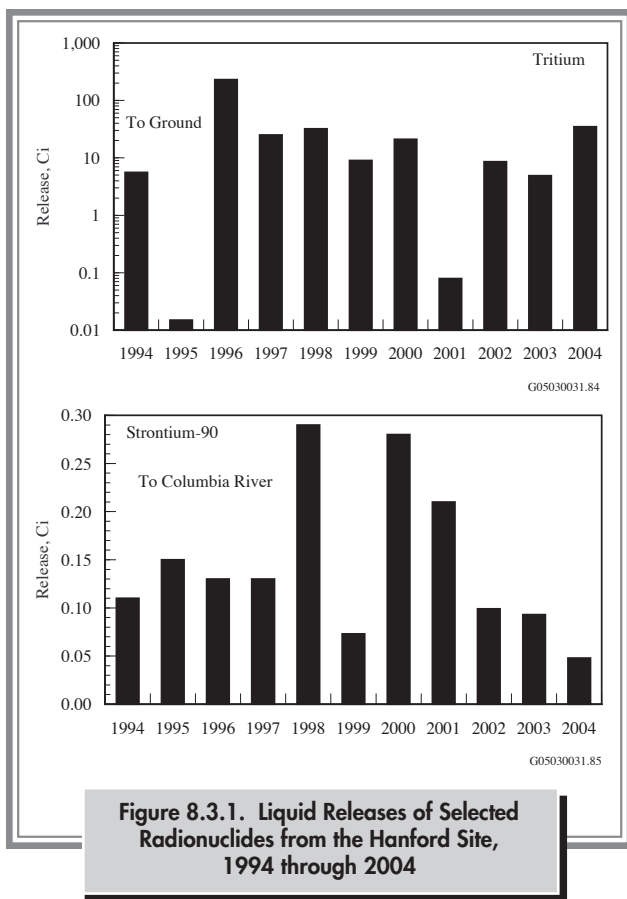 1,000
100
10
1
0.1
0.01
Release, Ci
Tritium
To Ground
1994 1995 1996 1997 1998 1999 2000 2001 2002 2003 2004
G05030031.84
0.30
0.25
0.20
0.15
0.10
0.05
0.00
Release, Ci
Strontium-90
To Columbia River
1994 1995 1996 1997 1998 1999 2000 2001 2002 2003 2004
G05030031.85
Figure 8.3.1. Liquid Releases of Selected
Radionuclides from the Hanford Site,
1994 through 2004